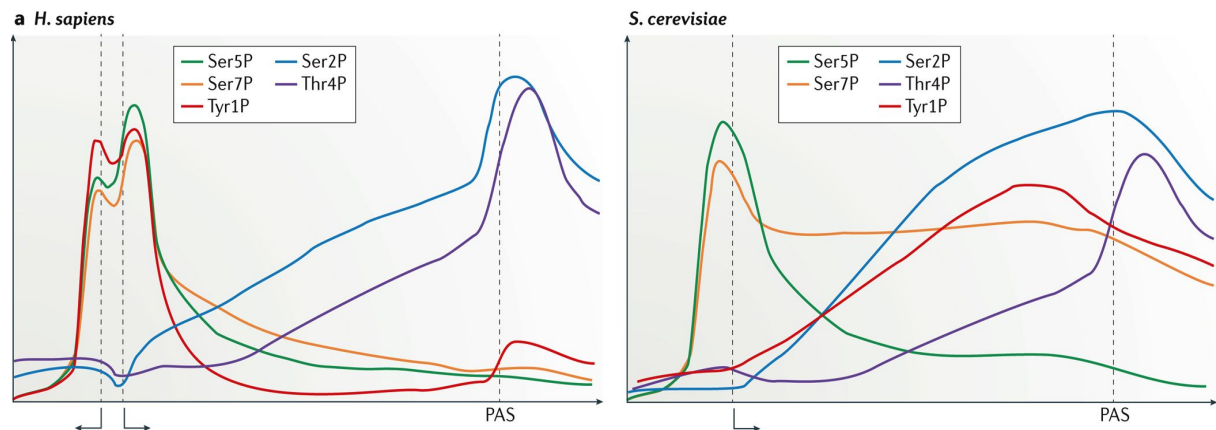 a H. sapiens
Ser5P Ser2P
Ser7P Thr4P
Tyr1P
PAS
S. cerevisiae
Ser5P Ser2P
Ser7P Thr4P
Tyr1P
PAS